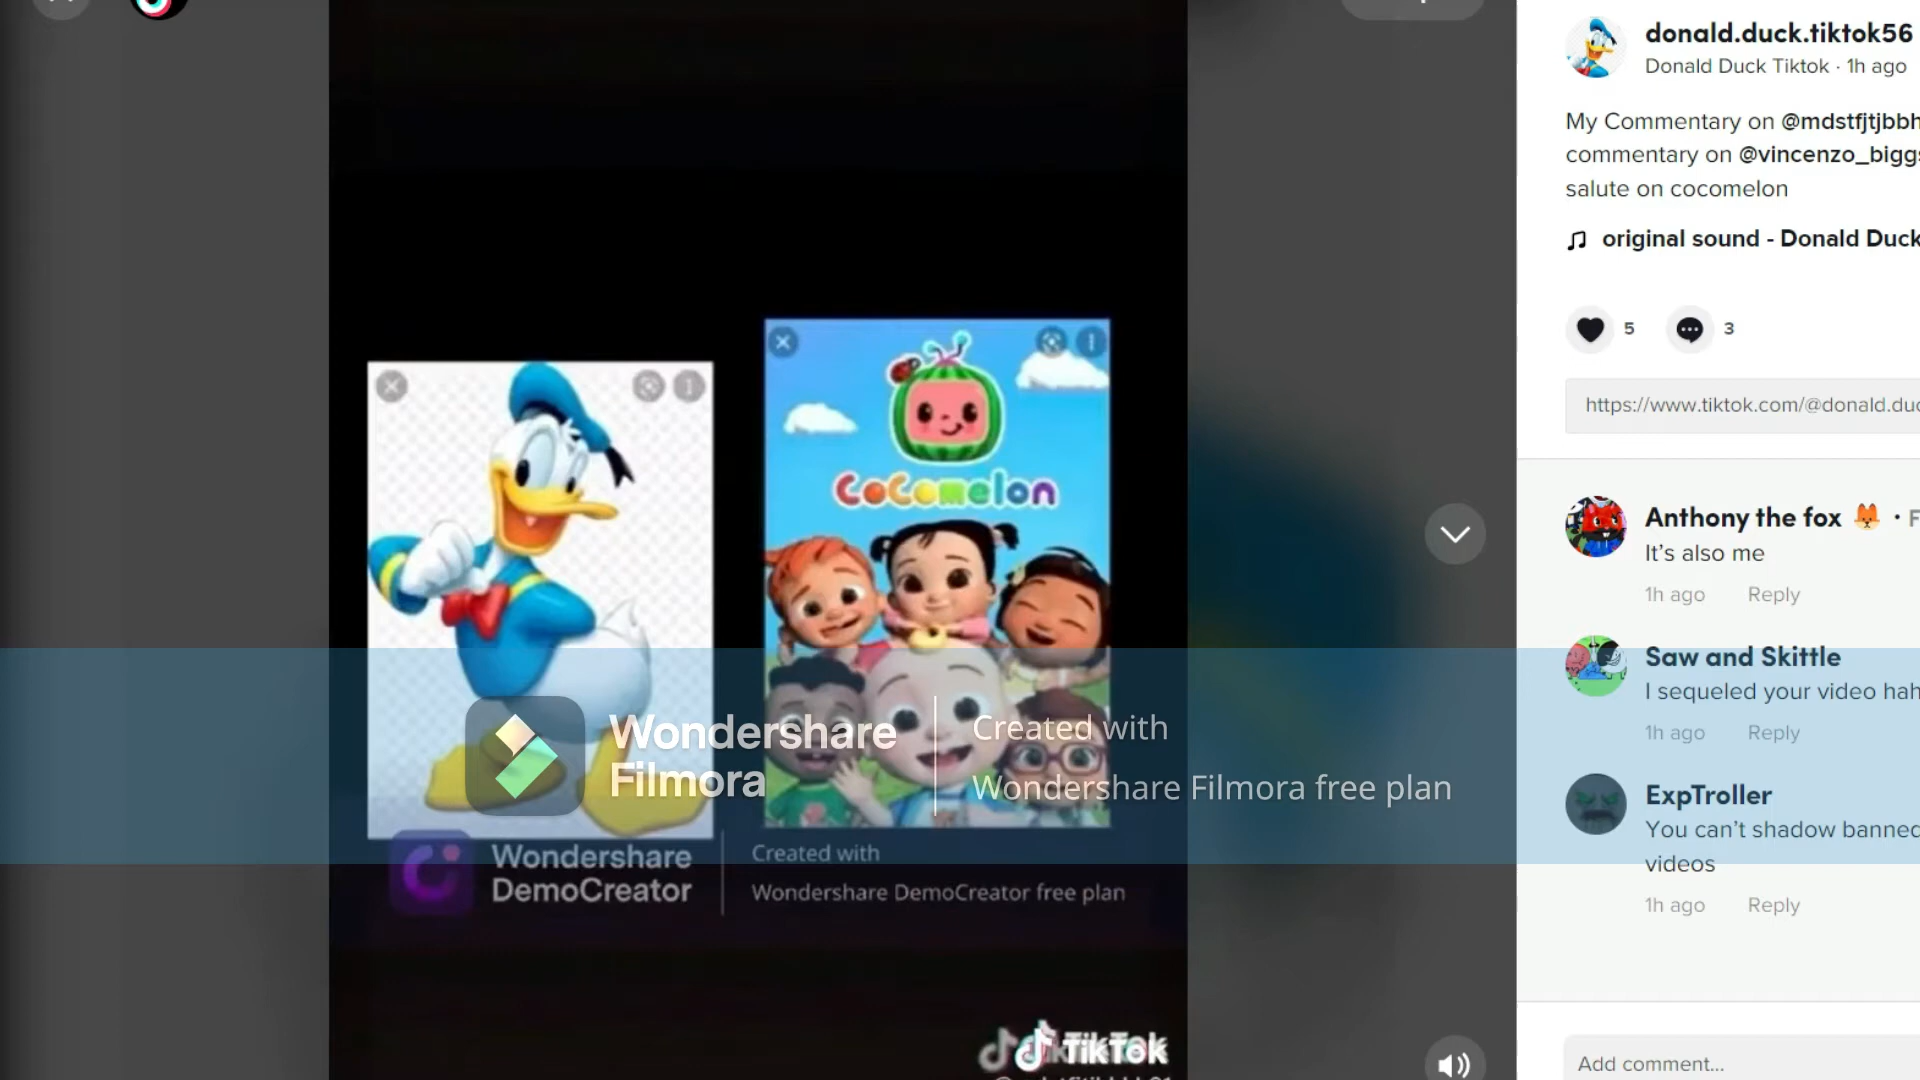 donald.duck.tiktok56
Donald Duck Tiktok · 1h ago
My Commentary on @mdstfjtjbbh
commentary on @vincenzo_biggs
salute on cocomelon
original sound - Donald Duck
5
3
https://www.tiktok.com/@donald.duc
CoComelon
Anthony the fox 🦊 · F
It's also me
1h ago Reply
Saw and Skittle
I sequeled your video hah
1h ago Reply
ExpTroller
You can't shadow banned
videos
1h ago Reply
Wondershare
Filmora
Created with
Wondershare Filmora free plan
Wondershare
DemoCreator
Created with
Wondershare DemoCreator free plan
TikTok
Add comment...